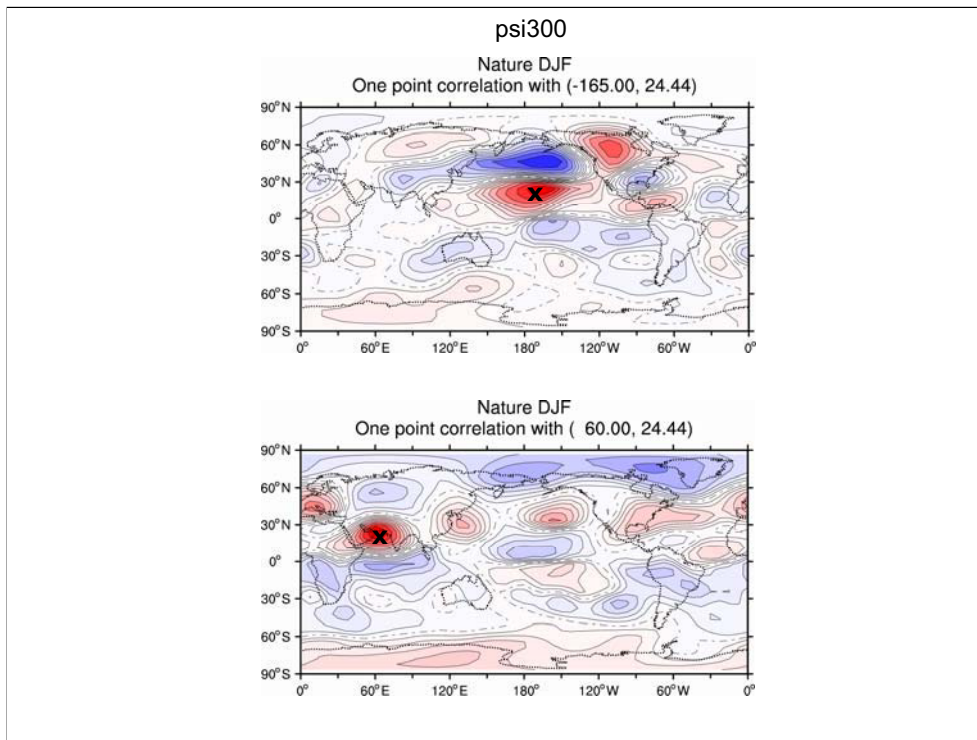 psi300
Nature DJF
One point correlation with (-165.00, 24.44)
90°N
60°N
30°N
0°
30°S
60°S
90°S
0° 60°E 120°E 180° 120°W 60°W 0°
x
Nature DJF
One point correlation with ( 60.00, 24.44)
90°N
60°N
30°N
0°
30°S
60°S
90°S
0° 60°E 120°E 180° 120°W 60°W 0°
x